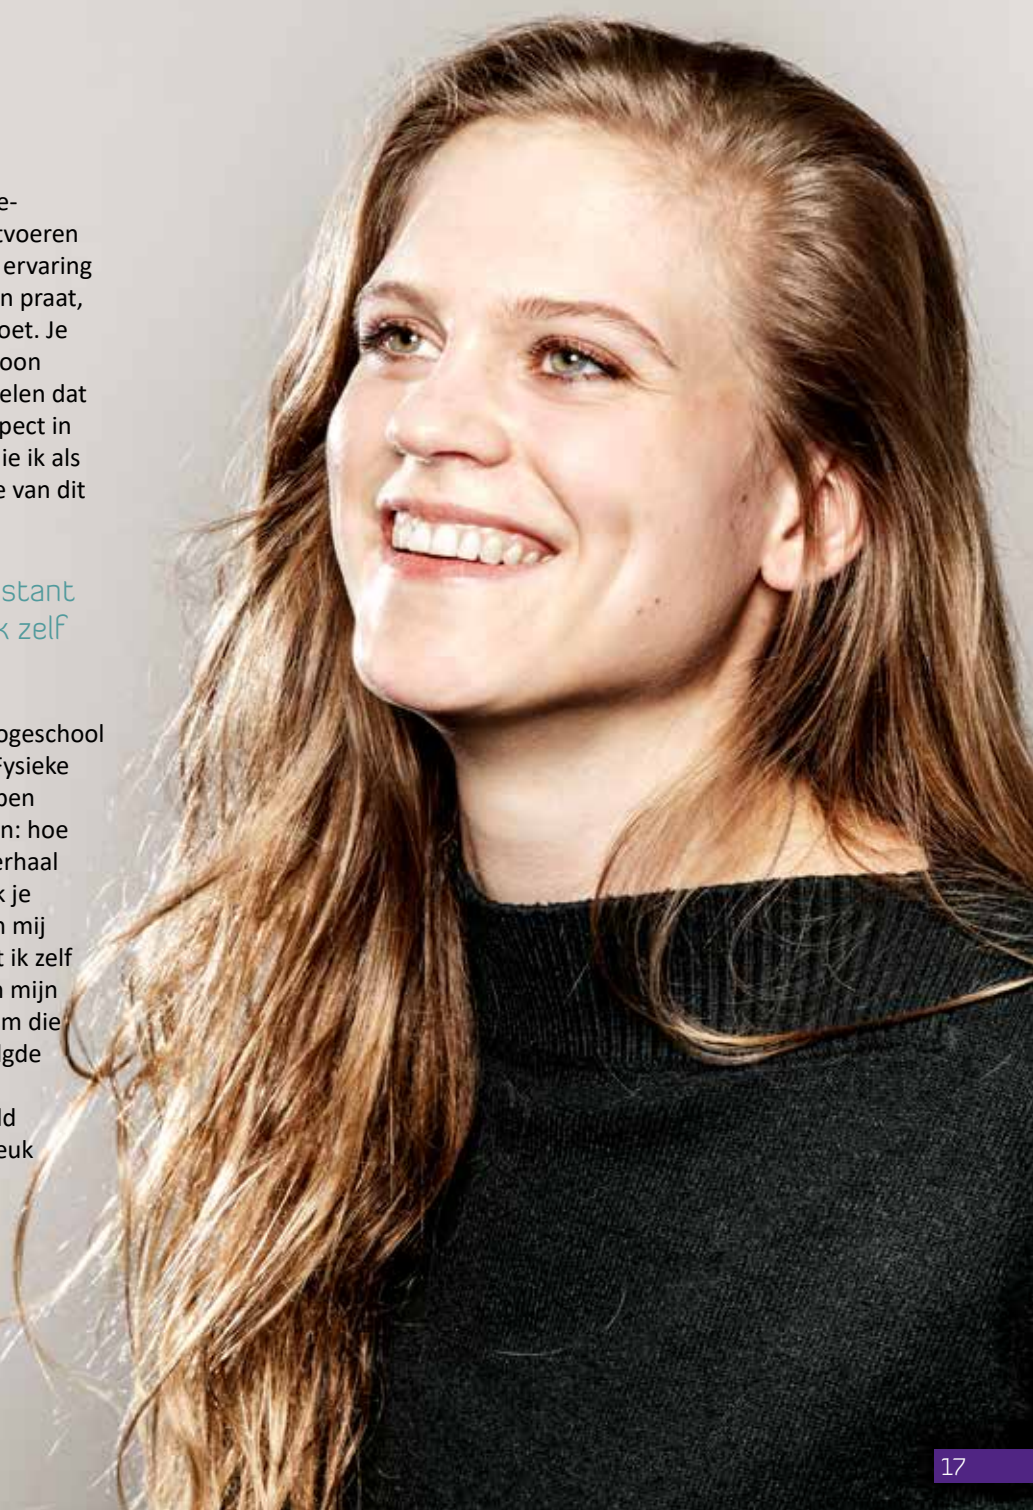 e-
tvoeren
ervaring
n praat,
oet. Je
oon
elen dat
pect in
ie ik als
e van dit
stant
k zelf
ogeschool
Fysieke
pen
n: hoe
erhaal
k je
n mij
t ik zelf
n mijn
m die
lgde
ld
euk
17